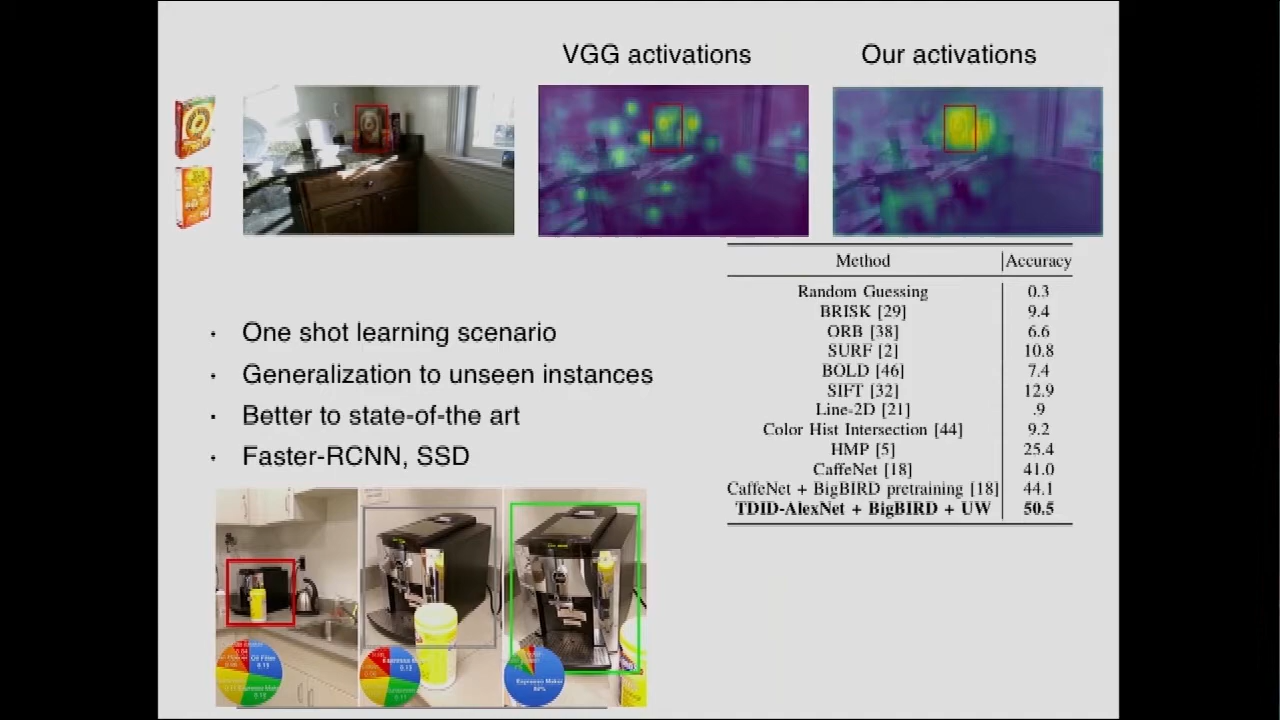 VGG activations
Our activations
Method Accuracy
Random Guessing 0.3
BRISK [29] 9.4
ORB [38] 6.6
SURF [2] 10.8
BOLD [46] 7.4
SIFT [32] 12.9
Line-2D [21] .9
Color Hist Intersection [44] 9.2
HMP [5] 25.4
CaffeNet [18] 41.0
CaffeNet + BigBIRD pretraining [18] 44.1
TDID-AlexNet + BigBIRD + UW 50.5
· One shot learning scenario
· Generalization to unseen instances
· Better to state-of-the art
· Faster-RCNN, SSD
Espresso Maker